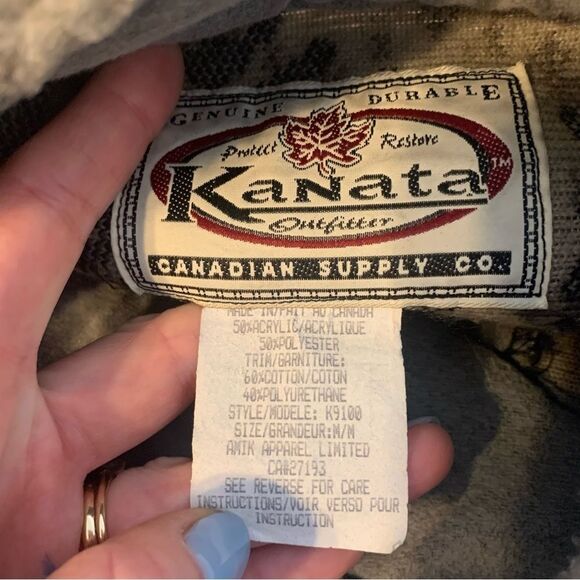 GENUINE DURABLE
Protect Restore
KaNata TM
Outfitter
CANADIAN SUPPLY CO.
MADE IN/FAIT AU CANADA
50%ACRYLIC/ACRYLIQUE
50%POLYESTER
TRIM/GARNITURE:
60%COTTON/COTON
40%POLYURETHANE
STYLE/MODELE: K9100
SIZE/GRANDEUR:M/M
AMIK APPAREL LIMITED
CA#27193
SEE REVERSE FOR CARE
INSTRUCTIONS/VOIR VERSO POUR
INSTRUCTION